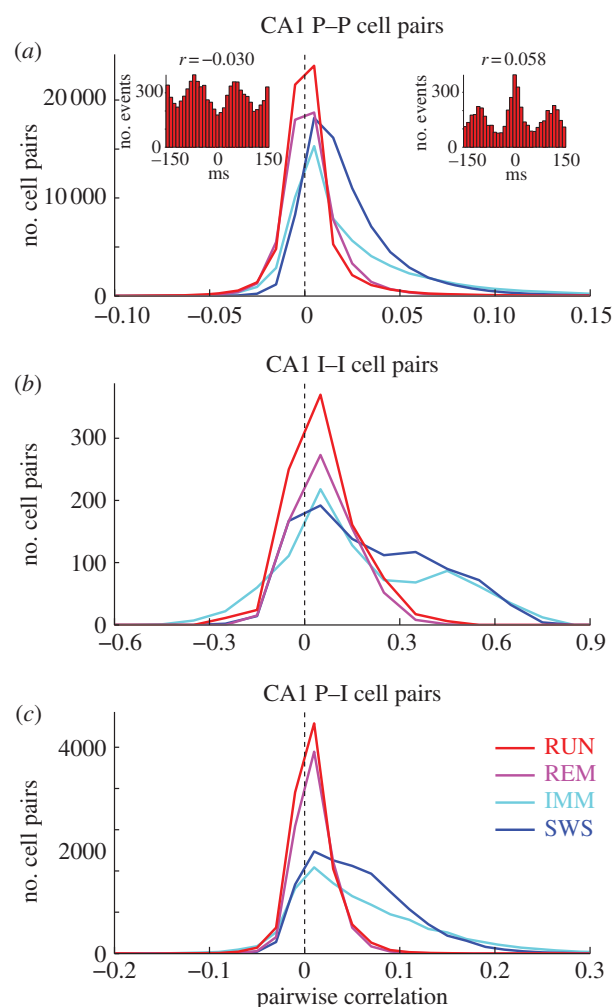 CA1 P–P cell pairs
(a)
r = −0.030
r = 0.058
no. events
300
0
−150 0 150
ms
no. events
300
0
−150 0 150
ms
no. cell pairs
20 000
10 000
0
−0.10 −0.05 0 0.05 0.10 0.15
CA1 I–I cell pairs
(b)
no. cell pairs
300
200
100
0
−0.6 −0.3 0 0.3 0.6 0.9
CA1 P–I cell pairs
(c)
no. cell pairs
4000
2000
0
RUN
REM
IMM
SWS
−0.2 −0.1 0 0.1 0.2 0.3
pairwise correlation